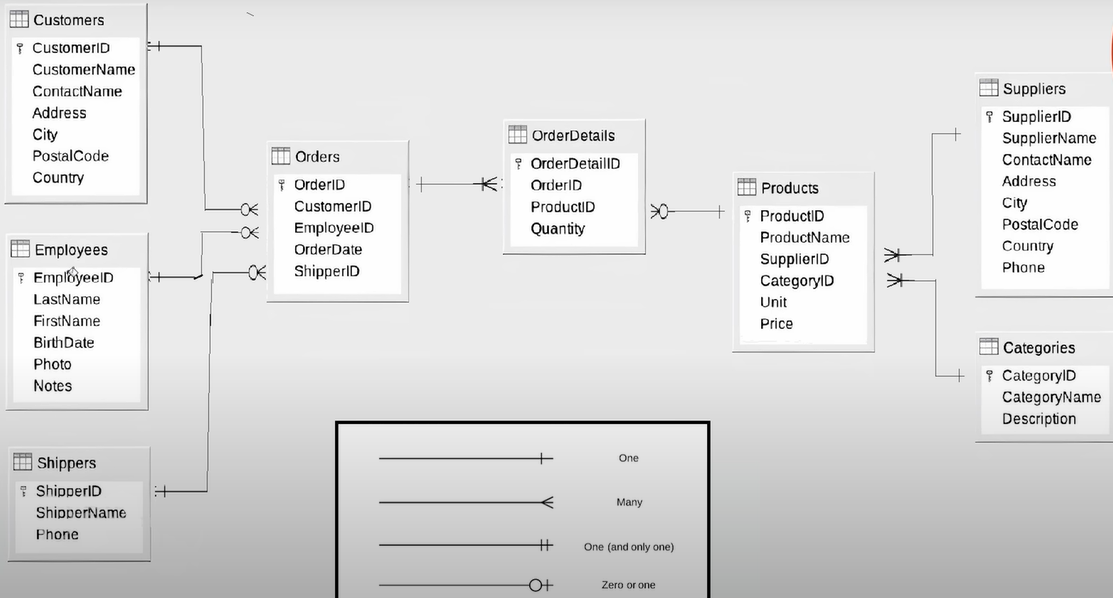 Customers
CustomerID
CustomerName
ContactName
Address
City
PostalCode
Country
Employees
EmployeeID
LastName
FirstName
BirthDate
Photo
Notes
Shippers
ShipperID
ShipperName
Phone
Orders
OrderID
CustomerID
EmployeeID
OrderDate
ShipperID
OrderDetails
OrderDetailID
OrderID
ProductID
Quantity
Products
ProductID
ProductName
SupplierID
CategoryID
Unit
Price
Suppliers
SupplierID
SupplierName
ContactName
Address
City
PostalCode
Country
Phone
Categories
CategoryID
CategoryName
Description
One
Many
One (and only one)
Zero or one